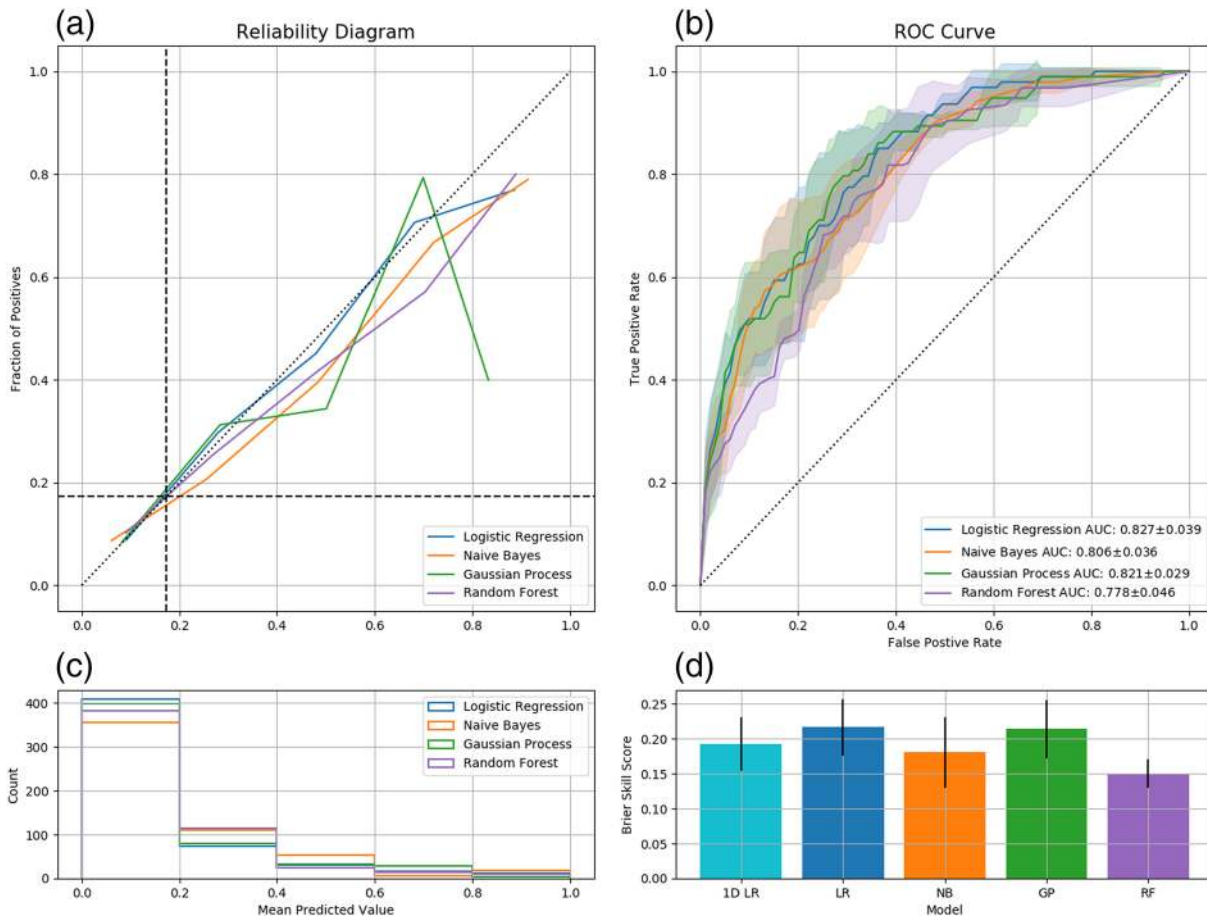 (a)
Reliability Diagram
1.0
0.8
0.6
0.4
0.2
0.0
Fraction of Positives
Logistic Regression
Naive Bayes
Gaussian Process
Random Forest
0.0 0.2 0.4 0.6 0.8 1.0
(b)
ROC Curve
1.0
0.8
0.6
0.4
0.2
0.0
True Positive Rate
Logistic Regression AUC: 0.827±0.039
Naive Bayes AUC: 0.806±0.036
Gaussian Process AUC: 0.821±0.029
Random Forest AUC: 0.778±0.046
0.0 0.2 0.4 0.6 0.8 1.0
False Postive Rate
(c)
400
300
200
100
0
Count
Logistic Regression
Naive Bayes
Gaussian Process
Random Forest
0.0 0.2 0.4 0.6 0.8 1.0
Mean Predicted Value
(d)
0.25
0.20
0.15
0.10
0.05
0.00
Brier Skill Score
1D LR LR NB GP RF
Model